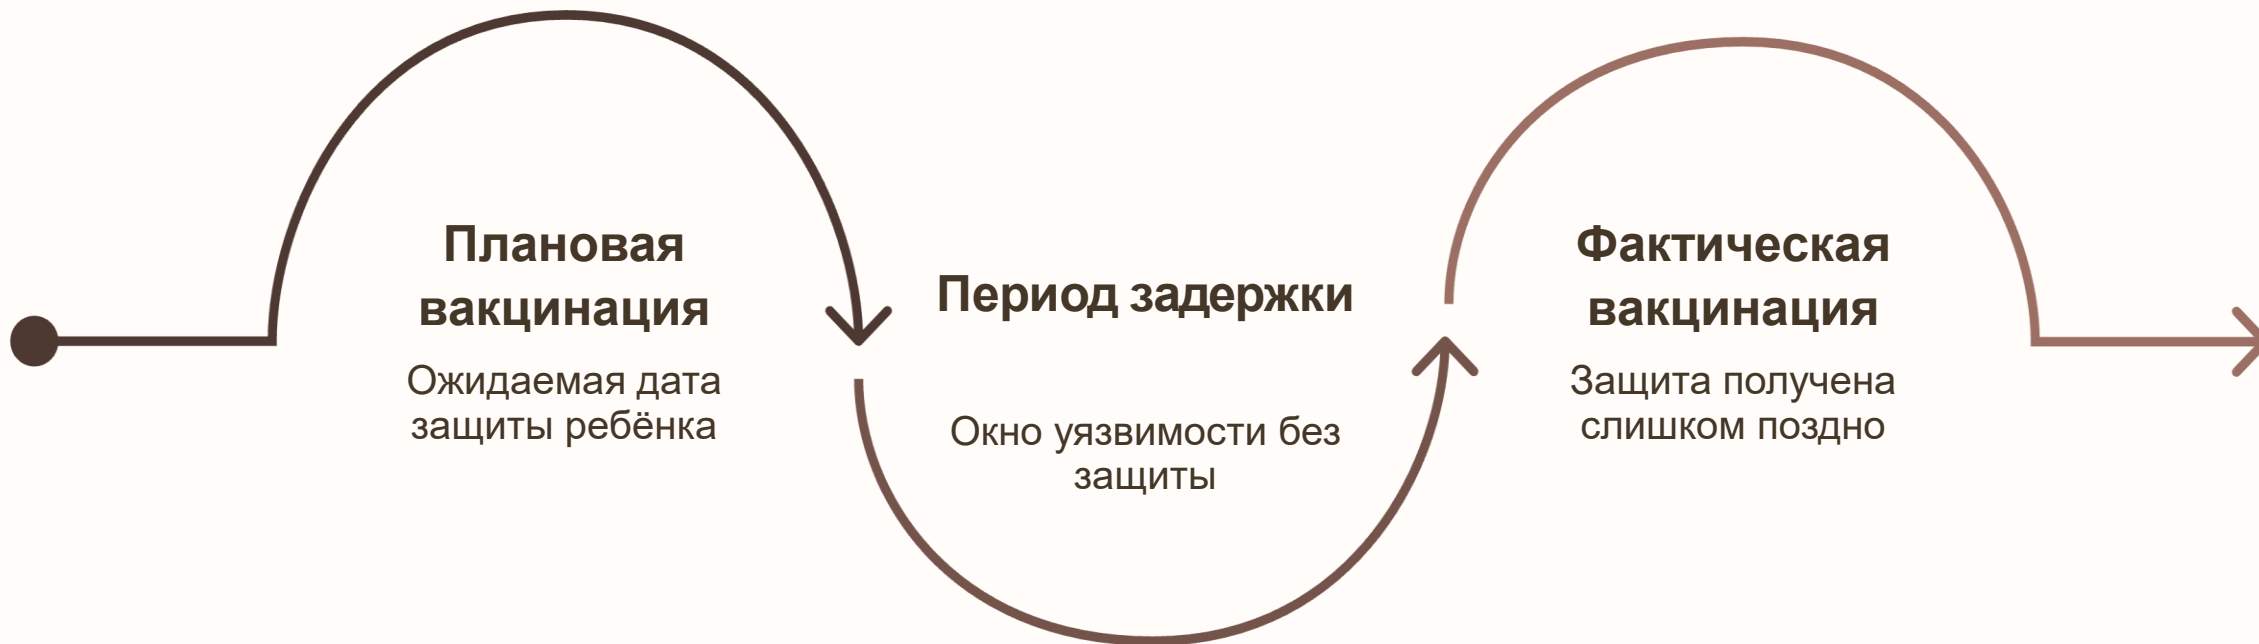 Плановая
вакцинация
Ожидаемая дата
защиты ребёнка
Период задержки
Окно уязвимости без
защиты
Фактическая
вакцинация
Защита получена
слишком поздно